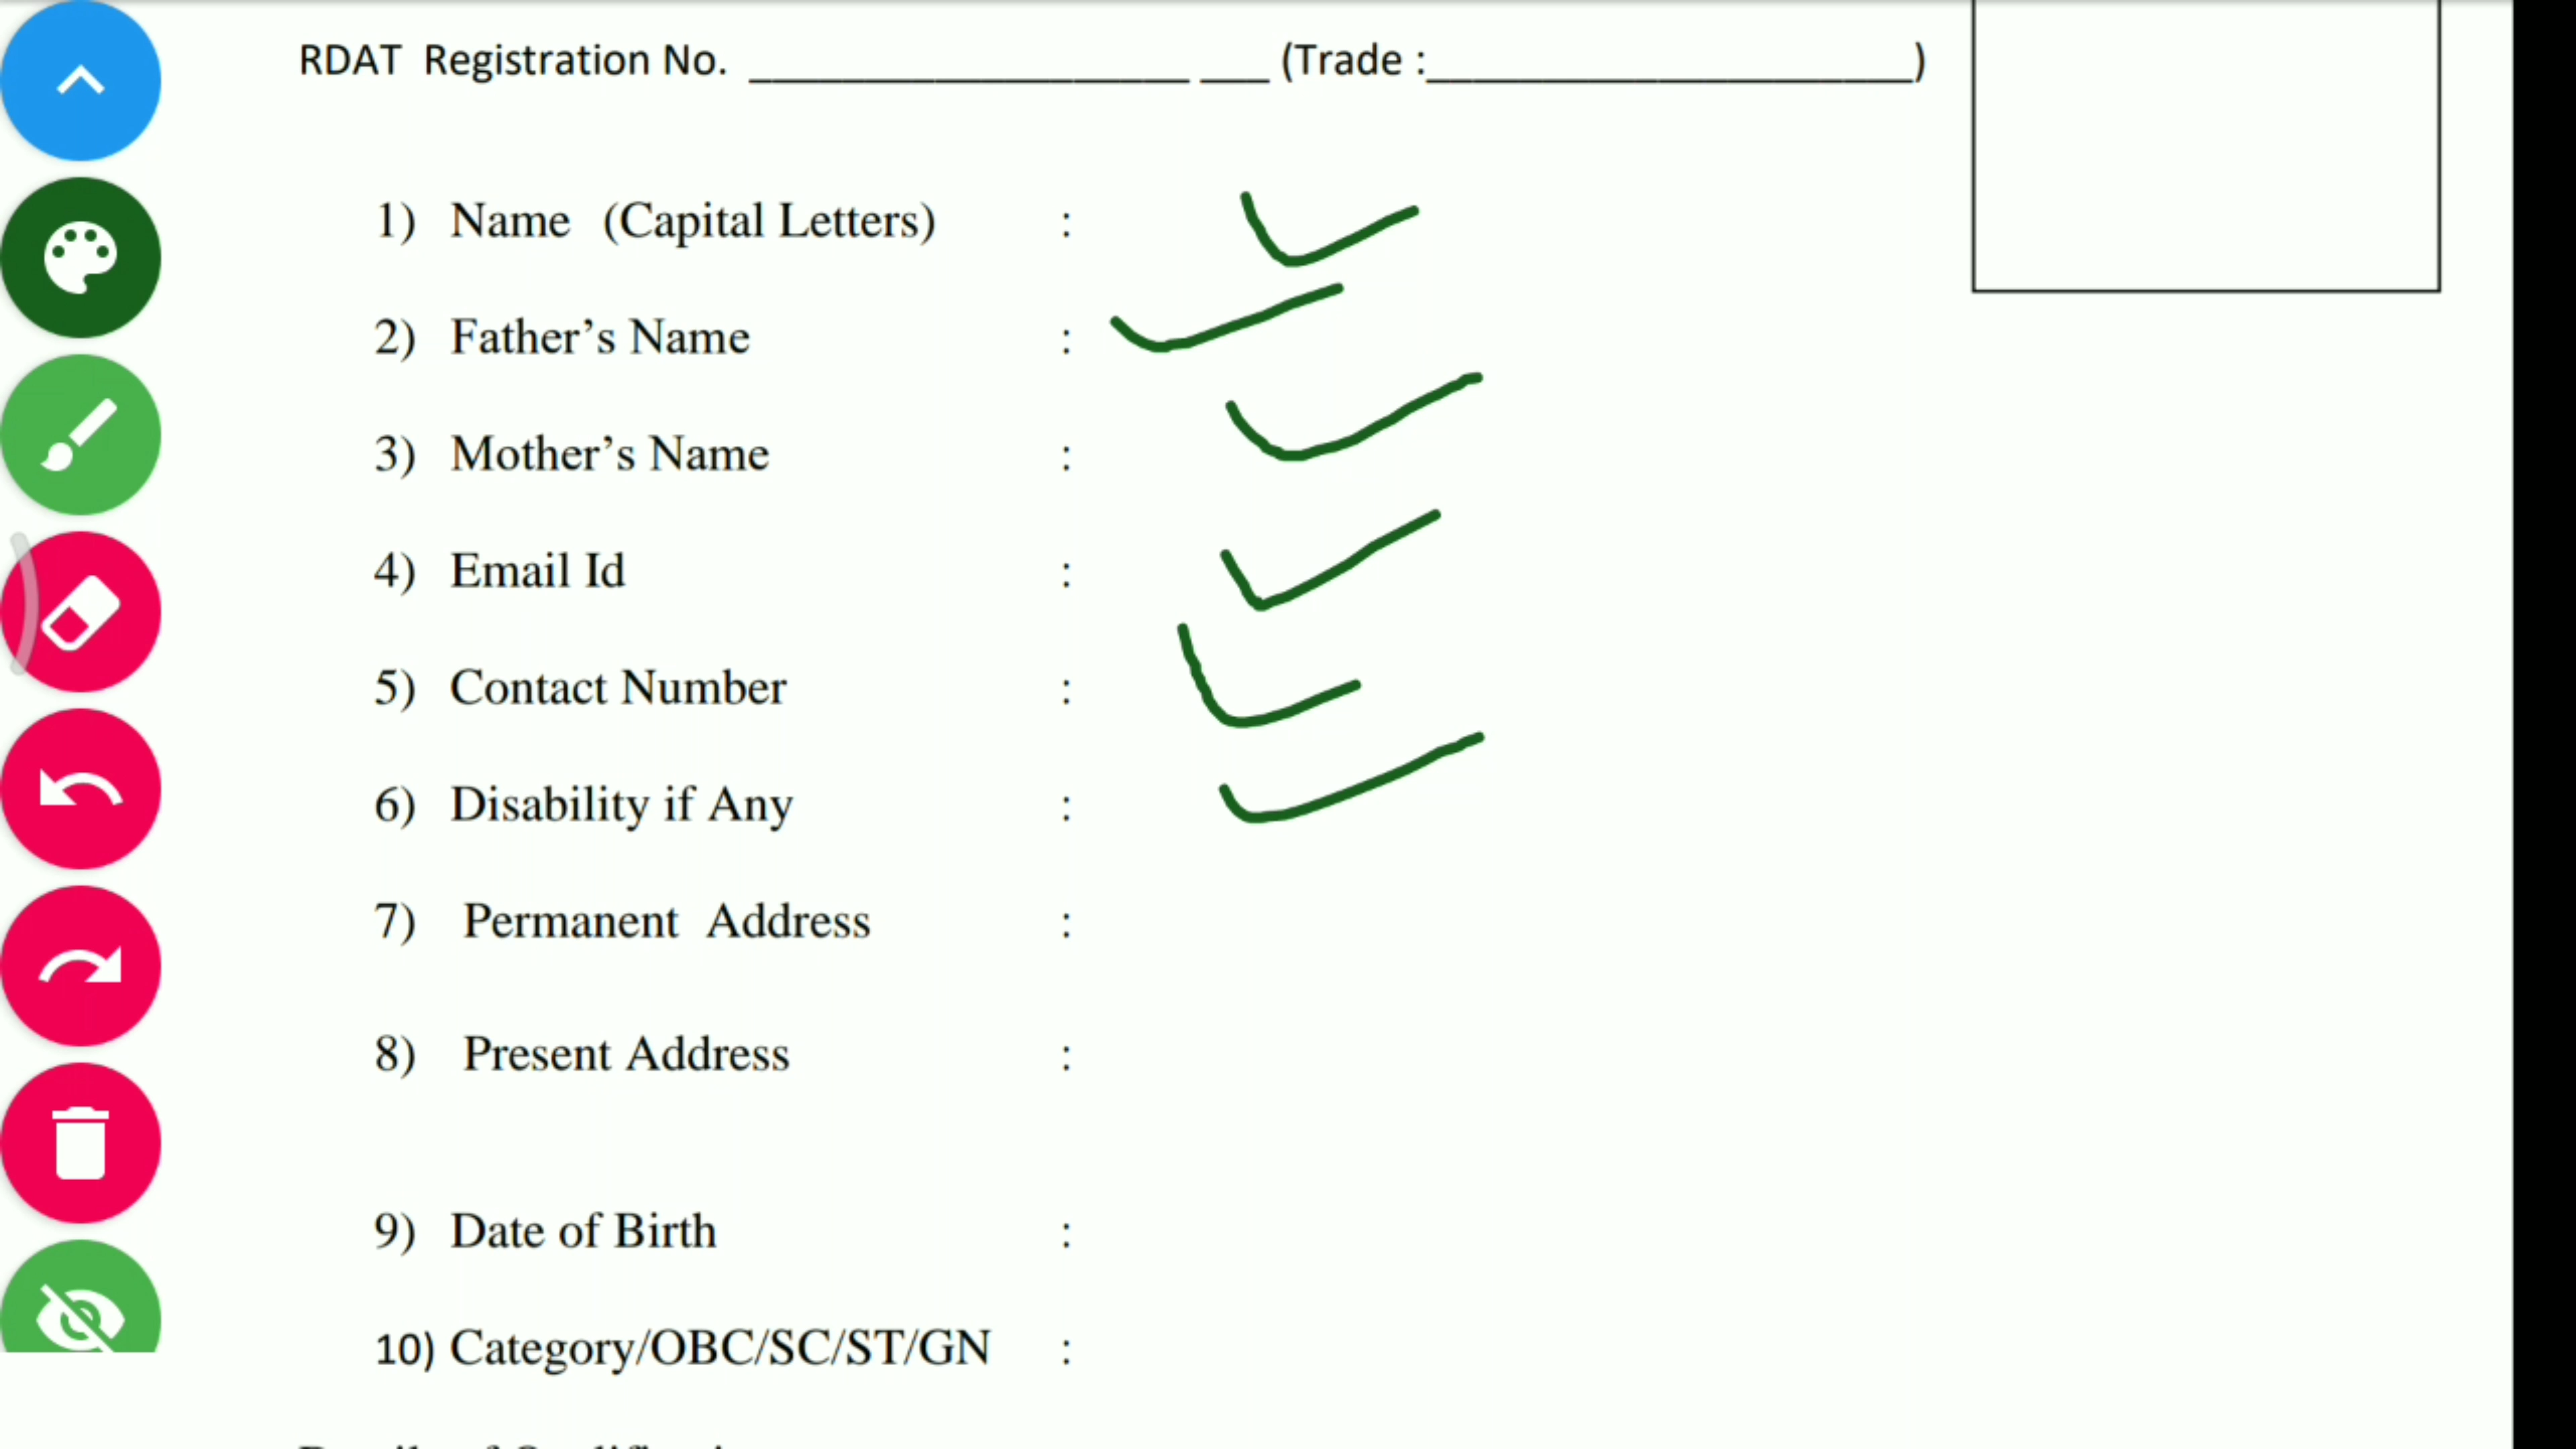 RDAT Registration No. ___________________ ___ (Trade :_____________________)
1) Name (Capital Letters) :
2) Father’s Name :
3) Mother’s Name :
4) Email Id :
5) Contact Number :
6) Disability if Any :
7) Permanent Address :
8) Present Address :
9) Date of Birth :
10) Category/OBC/SC/ST/GN :